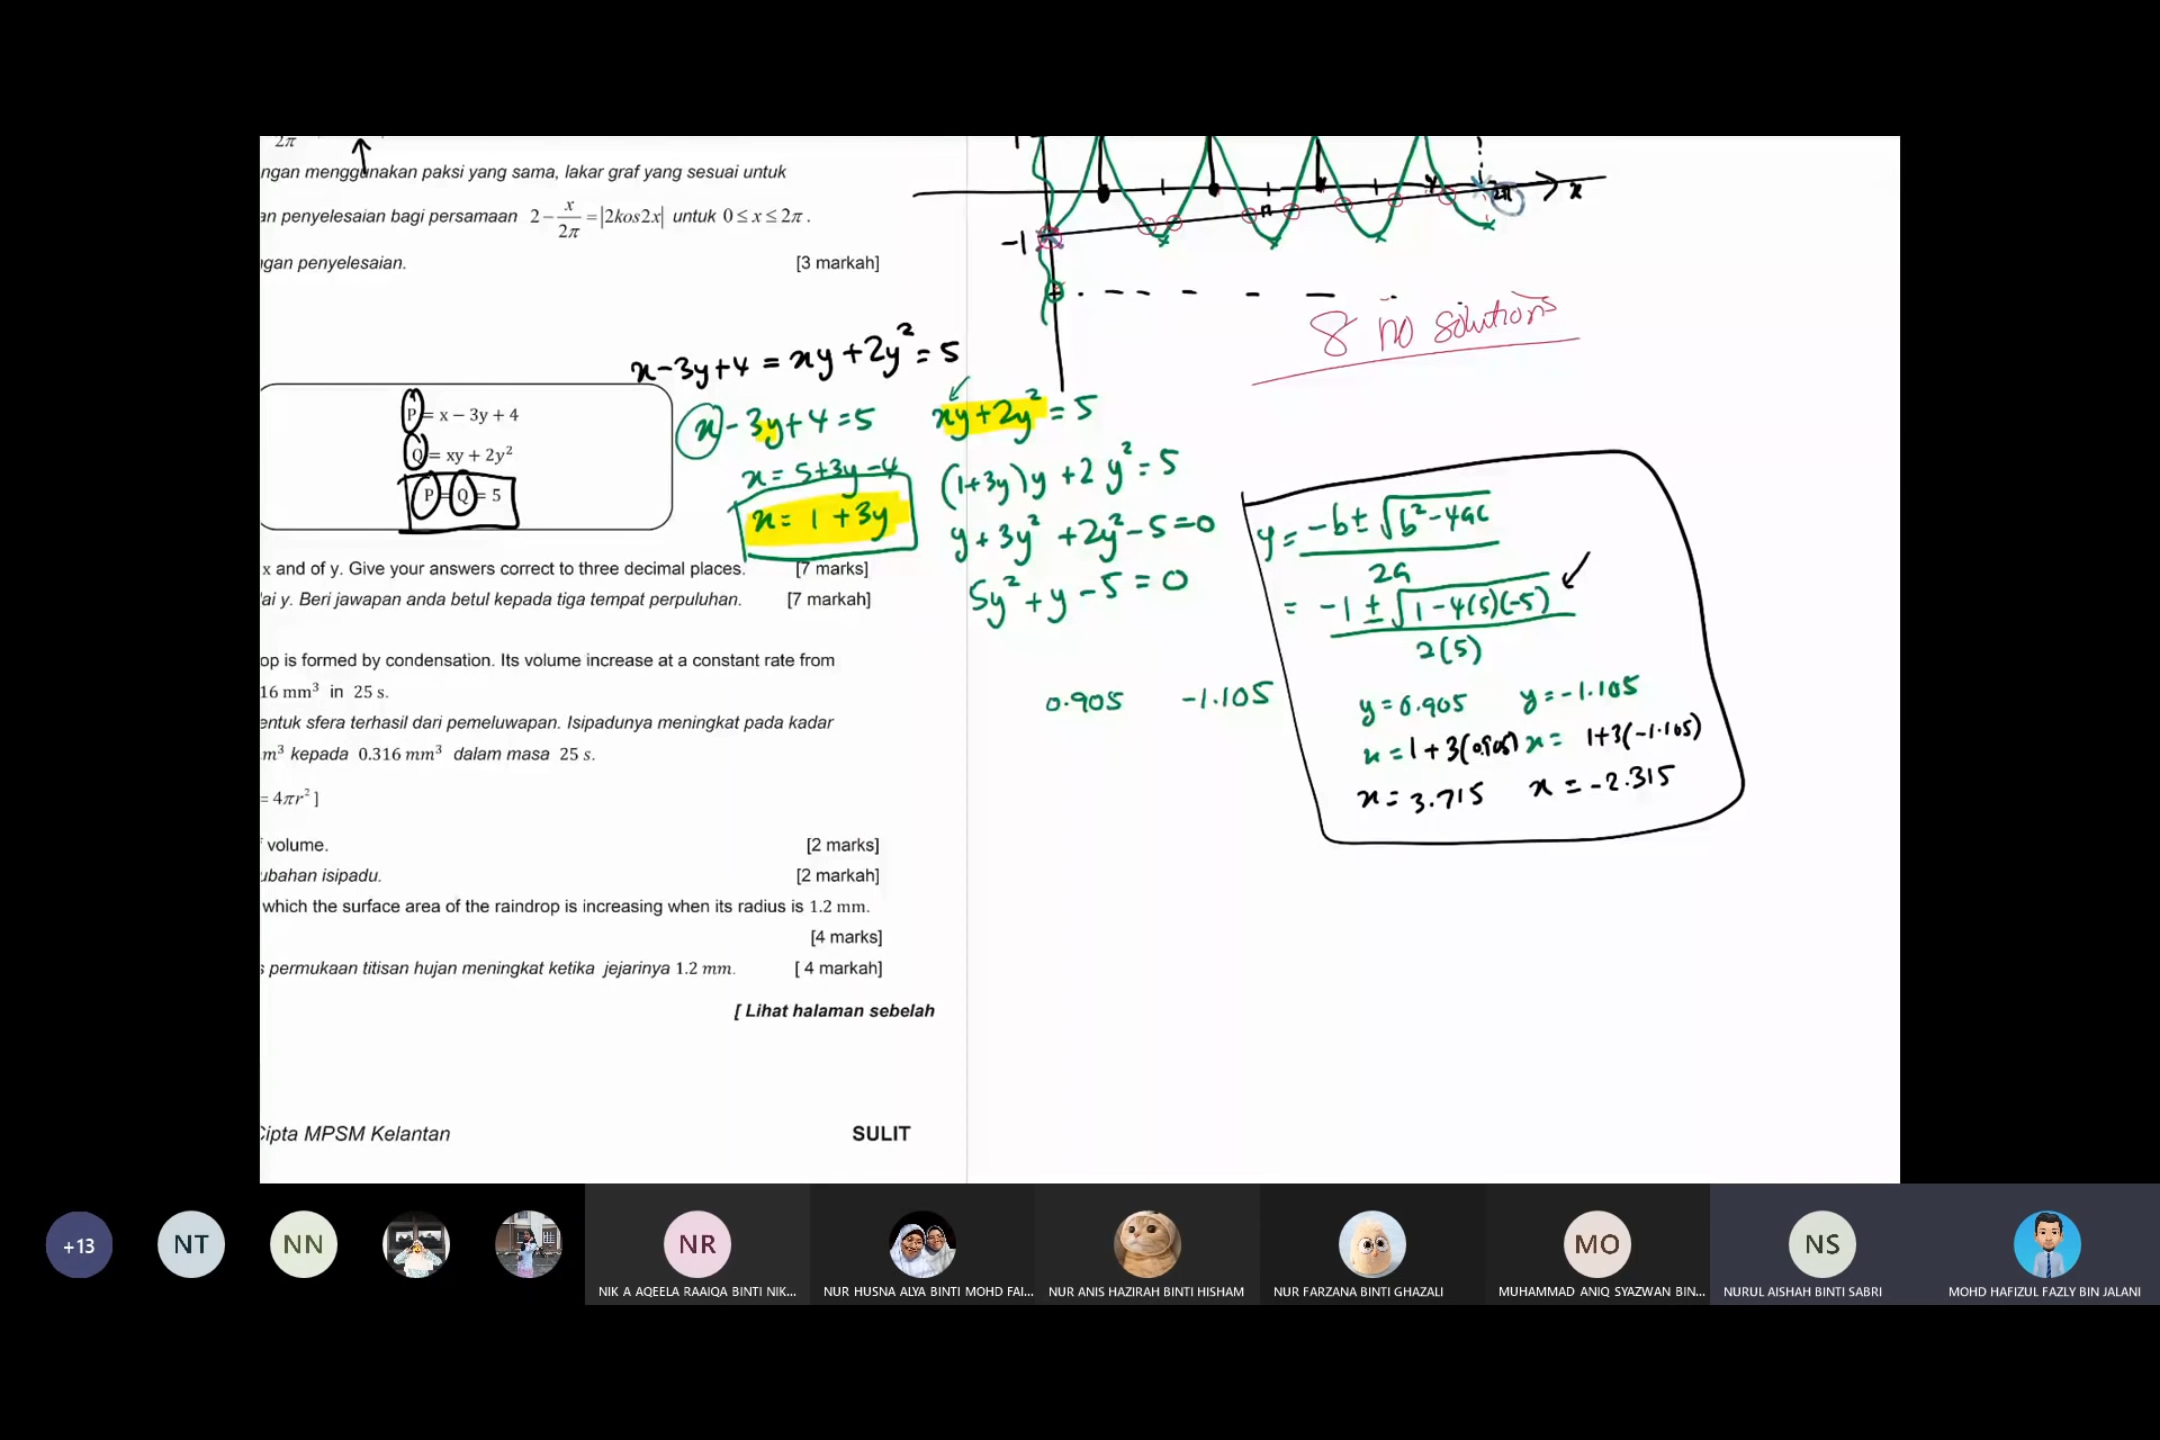 2π
ngan menggunakan paksi yang sama, lakar graf yang sesuai untuk
an penyelesaian bagi persamaan 2 − x/2π = |2kos2x| untuk 0 ≤ x ≤ 2π .
gan penyelesaian. [3 markah]
P = x − 3y + 4
Q = xy + 2y²
P = Q = 5
x and of y. Give your answers correct to three decimal places. [7 marks]
ai y. Beri jawapan anda betul kepada tiga tempat perpuluhan. [7 markah]
op is formed by condensation. Its volume increase at a constant rate from
16 mm³ in 25 s.
entuk sfera terhasil dari pemeluwapan. Isipadunya meningkat pada kadar
m³ kepada 0.316 mm³ dalam masa 25 s.
= 4πr² ]
volume. [2 marks]
ubahan isipadu. [2 markah]
which the surface area of the raindrop is increasing when its radius is 1.2 mm.
[4 marks]
s permukaan titisan hujan meningkat ketika jejarinya 1.2 mm. [ 4 markah]
[ Lihat halaman sebelah
Cipta MPSM Kelantan SULIT
x-3y+4 = xy+2y² = 5
x - 3y+4 = 5
x = 5+3y-4
x = 1 + 3y
xy+2y² = 5
(1+3y)y + 2y² = 5
y + 3y² + 2y² - 5 = 0
5y² + y - 5 = 0
0.905 -1.105
π 2π x
-1
8 no solutions
y = -b ± √b²-4ac
2a
= -1 ± √1-4(5)(-5)
2(5)
y = 0.905 y = -1.105
x = 1 + 3(0.905) x = 1+3(-1.105)
x = 3.715 x = -2.315
+13
NT
NN
NR
MO
NS
NIK A AQEELA RAAIQA BINTI NIK...
NUR HUSNA ALYA BINTI MOHD FAI...
NUR ANIS HAZIRAH BINTI HISHAM
NUR FARZANA BINTI GHAZALI
MUHAMMAD ANIQ SYAZWAN BIN...
NURUL AISHAH BINTI SABRI
MOHD HAFIZUL FAZLY BIN JALANI